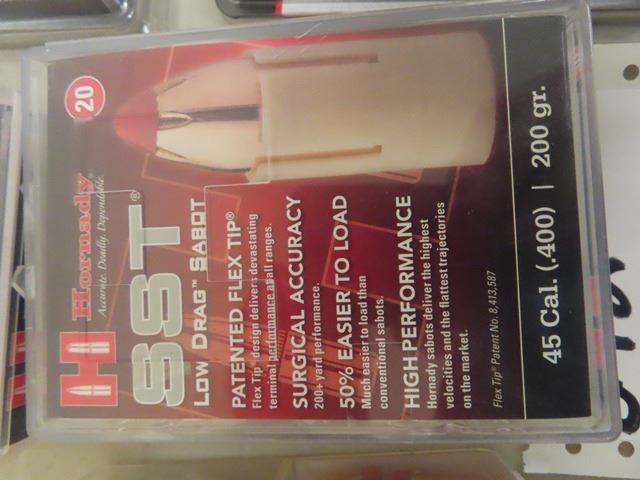 20
H Hornady®
Accurate. Deadly. Dependable.
SST®
LOW DRAG™ SABOT
PATENTED FLEX TIP®
Flex Tip® design delivers devastating
terminal performance at all ranges.
SURGICAL ACCURACY
200+ yard performance.
50% EASIER TO LOAD
Much easier to load than
conventional sabots.
HIGH PERFORMANCE
Hornady sabots deliver the highest
velocities and the flattest trajectories
on the market.
Flex Tip® Patent No. 8,413,587
45 Cal. (.400) | 200 gr.